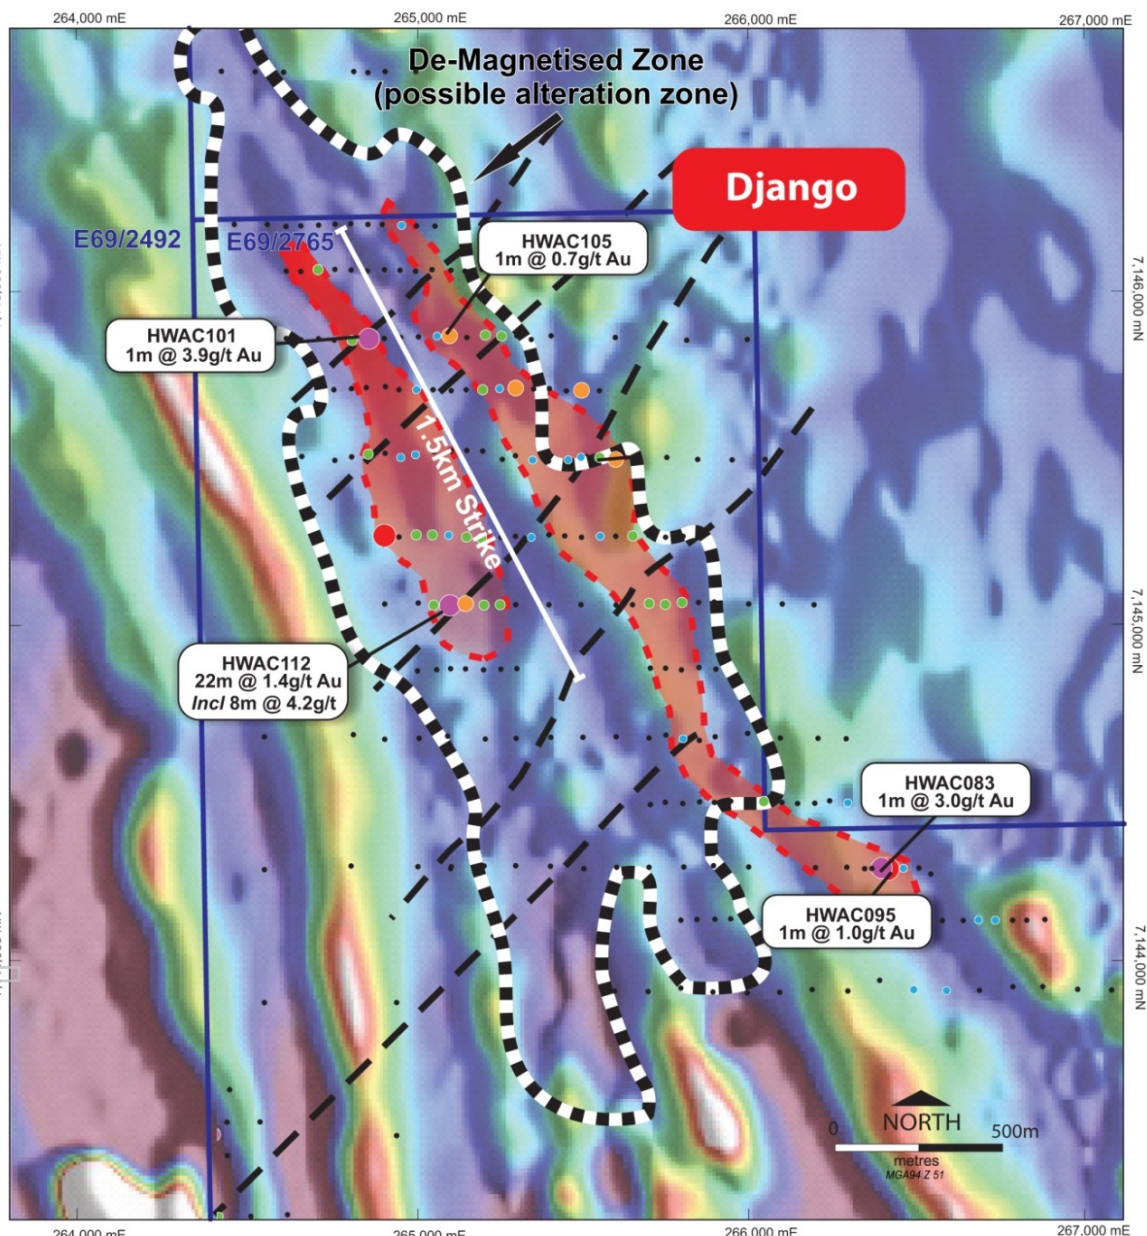 264,000 mE
265,000 mE
266,000 mE
267,000 mE
De-Magnetised Zone
(possible alteration zone)
Django
E69/2492
E69/2765
HWAC105
1m @ 0.7g/t Au
7,146,000 mN
HWAC101
1m @ 3.9g/t Au
1.5km Strike
7,145,000 mN
HWAC112
22m @ 1.4g/t Au
Incl 8m @ 4.2g/t
HWAC083
1m @ 3.0g/t Au
HWAC095
1m @ 1.0g/t Au
7,144,000 mN
NORTH
0
500m
metres
MGA94 Z 51
264,000 mE
265,000 mE
266,000 mE
267,000 mE